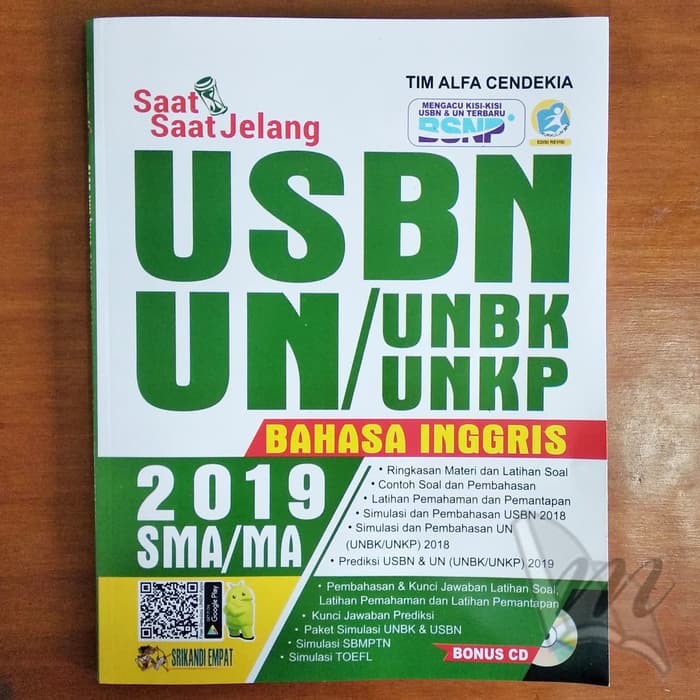 TIM ALFA CENDEKIA
Saat
Saat Jelang
MENGACU KISI-KISI
USBN & UN TERBARU
BSNP
EDISI REVISI
USBN
UN/UNBK
UNKP
BAHASA INGGRIS
2019
SMA/MA
• Ringkasan Materi dan Latihan Soal
• Contoh Soal dan Pembahasan
• Latihan Pemahaman dan Pemantapan
• Simulasi dan Pembahasan USBN 2018
• Simulasi dan Pembahasan UN
(UNBK/UNKP) 2018
• Prediksi USBN & UN (UNBK/UNKP) 2019
• Pembahasan & Kunci Jawaban Latihan Soal,
Latihan Pemahaman dan Latihan Pemantapan
• Kunci Jawaban Prediksi
• Paket Simulasi UNBK & USBN
• Simulasi SBMPTN
• Simulasi TOEFL
Google Play
SRIKANDI EMPAT
BONUS CD